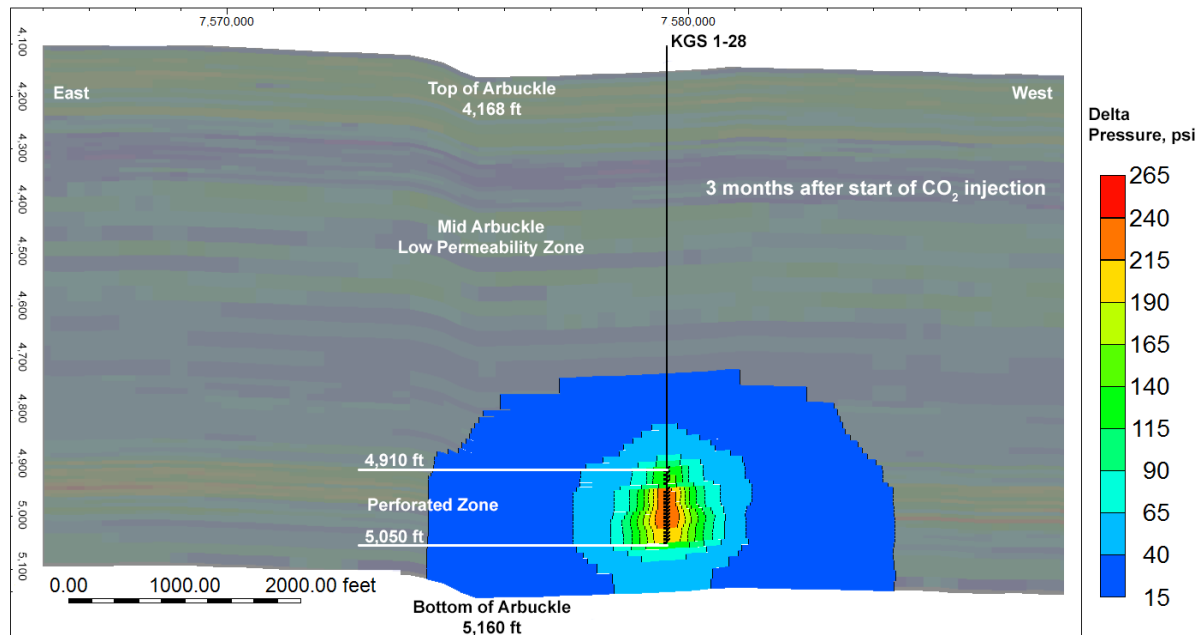 7,570,000
7 580,000
KGS 1-28
4,100
4,200
4,300
4,400
4,500
4,600
4,700
4,800
4,900
5,000
5,100
East
Top of Arbuckle
4,168 ft
West
3 months after start of CO₂ injection
Mid Arbuckle
Low Permeability Zone
4,910 ft
Perforated Zone
5,050 ft
0.00 1000.00 2000.00 feet
Bottom of Arbuckle
5,160 ft
Delta
Pressure, psi
265
240
215
190
165
140
115
90
65
40
15